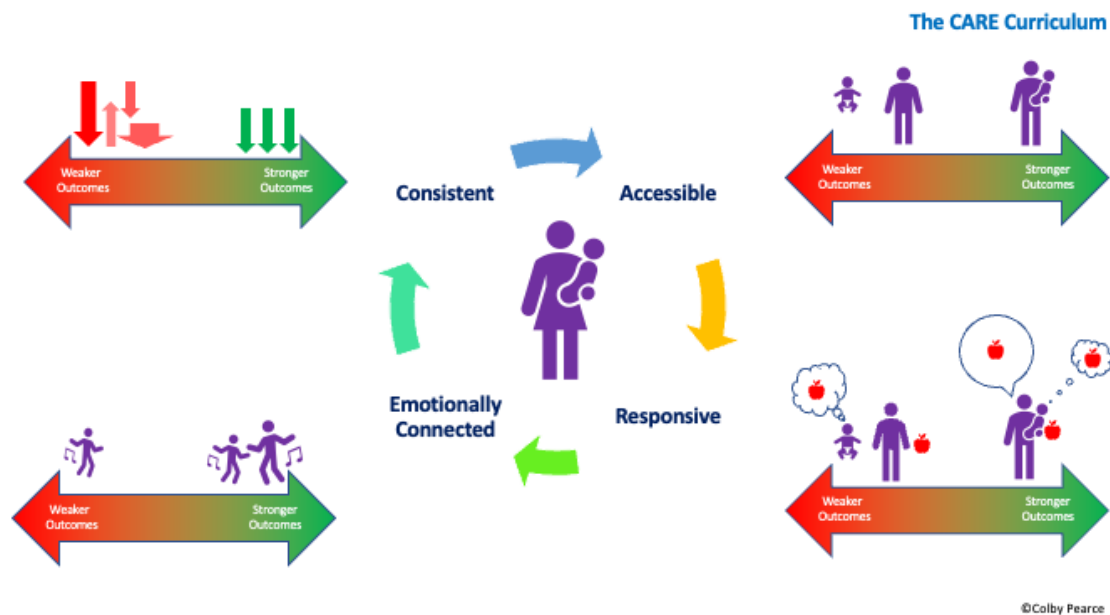 The CARE Curriculum
Weaker
Outcomes
Stronger
Outcomes
Consistent
Accessible
Weaker
Outcomes
Stronger
Outcomes
Emotionally
Connected
Responsive
Weaker
Outcomes
Stronger
Outcomes
Weaker
Outcomes
Stronger
Outcomes
©Colby Pearce